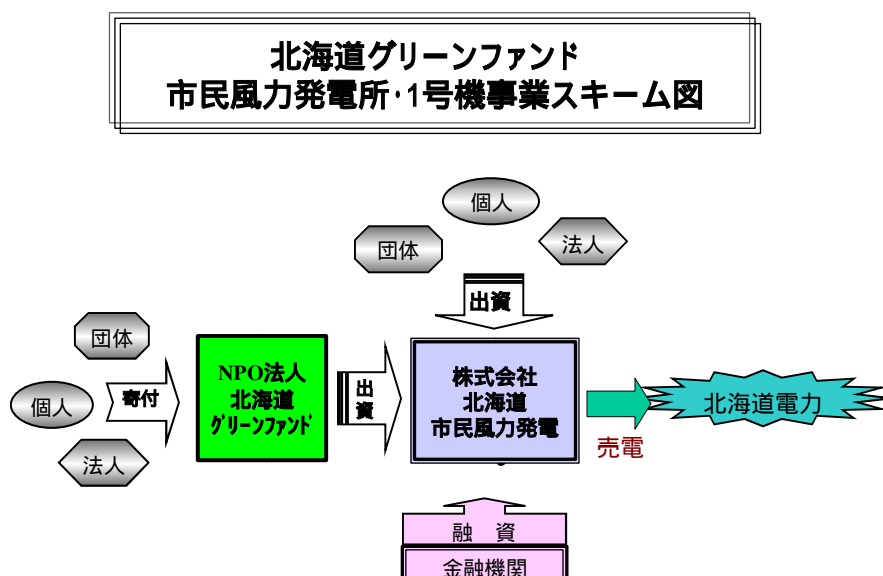 北海道グリーンファンド
市民風力発電所・1号機事業スキーム図
個人
団体
法人
出資
団体
個人
法人
寄付
NPO法人
北海道
グリーンファンド
出
資
株式会社
北海道
市民風力発電
売電
北海道電力
融 資
金融機関